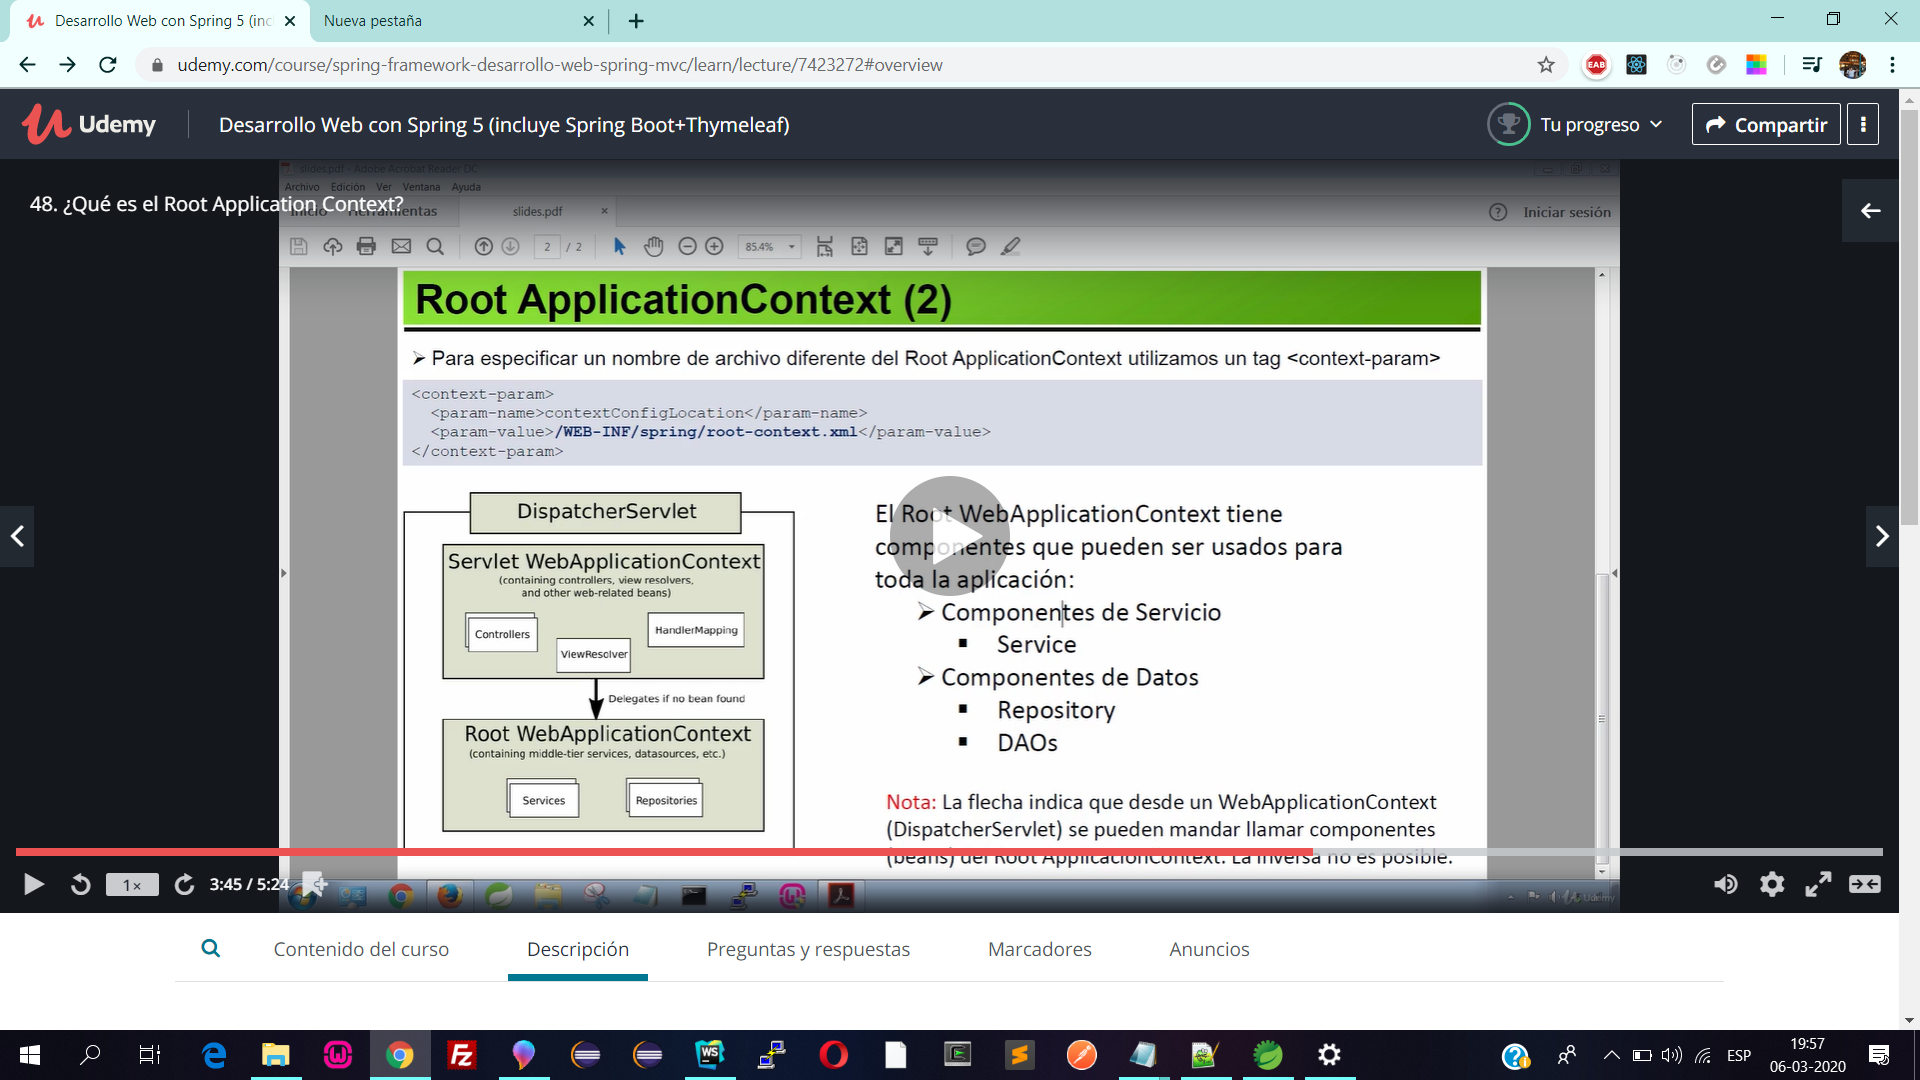 Desarrollo Web con Spring 5 (inc
Nueva pestaña
udemy.com/course/spring-framework-desarrollo-web-spring-mvc/learn/lecture/7423272#overview
EAB
Udemy
Desarrollo Web con Spring 5 (incluye Spring Boot+Thymeleaf)
Tu progreso
Compartir
slides.pdf - Adobe Acrobat Reader DC
Archivo Edición Ver Ventana Ayuda
48. ¿Qué es el Root Application Context?
Inicio Herramientas
slides.pdf
Iniciar sesión
2 / 2
85.4%
Root ApplicationContext (2)
Para especificar un nombre de archivo diferente del Root ApplicationContext utilizamos un tag <context-param>
<context-param>
<param-name>contextConfigLocation</param-name>
<param-value>/WEB-INF/spring/root-context.xml</param-value>
</context-param>
DispatcherServlet
Servlet WebApplicationContext
(containing controllers, view resolvers,
and other web-related beans)
Controllers
ViewResolver
HandlerMapping
Delegates if no bean found
Root WebApplicationContext
(containing middle-tier services, datasources, etc.)
Services
Repositories
El Root WebApplicationContext tiene
componentes que pueden ser usados para
toda la aplicación:
Componentes de Servicio
Service
Componentes de Datos
Repository
DAOs
Nota: La flecha indica que desde un WebApplicationContext
(DispatcherServlet) se pueden mandar llamar componentes
(beans) del Root ApplicationContext. La inversa no es posible.
1×
3:45 / 5:24
Udemy
Contenido del curso
Descripción
Preguntas y respuestas
Marcadores
Anuncios
ESP
19:57
06-03-2020